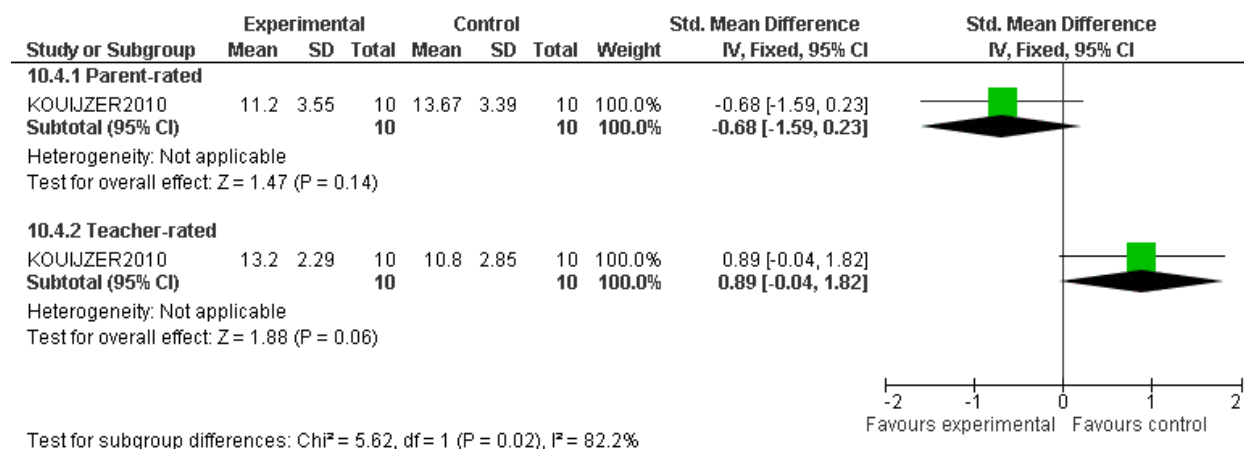 Experimental Control Std. Mean Difference Std. Mean Difference
Study or Subgroup Mean SD Total Mean SD Total Weight IV, Fixed, 95% CI IV, Fixed, 95% CI
10.4.1 Parent-rated
KOUIJZER2010 11.2 3.55 10 13.67 3.39 10 100.0% -0.68 [-1.59, 0.23]
Subtotal (95% CI) 10 10 100.0% -0.68 [-1.59, 0.23]
Heterogeneity: Not applicable
Test for overall effect: Z = 1.47 (P = 0.14)
10.4.2 Teacher-rated
KOUIJZER2010 13.2 2.29 10 10.8 2.85 10 100.0% 0.89 [-0.04, 1.82]
Subtotal (95% CI) 10 10 100.0% 0.89 [-0.04, 1.82]
Heterogeneity: Not applicable
Test for overall effect: Z = 1.88 (P = 0.06)
-2 -1 0 1 2
Favours experimental Favours control
Test for subgroup differences: Chi² = 5.62, df = 1 (P = 0.02), I² = 82.2%